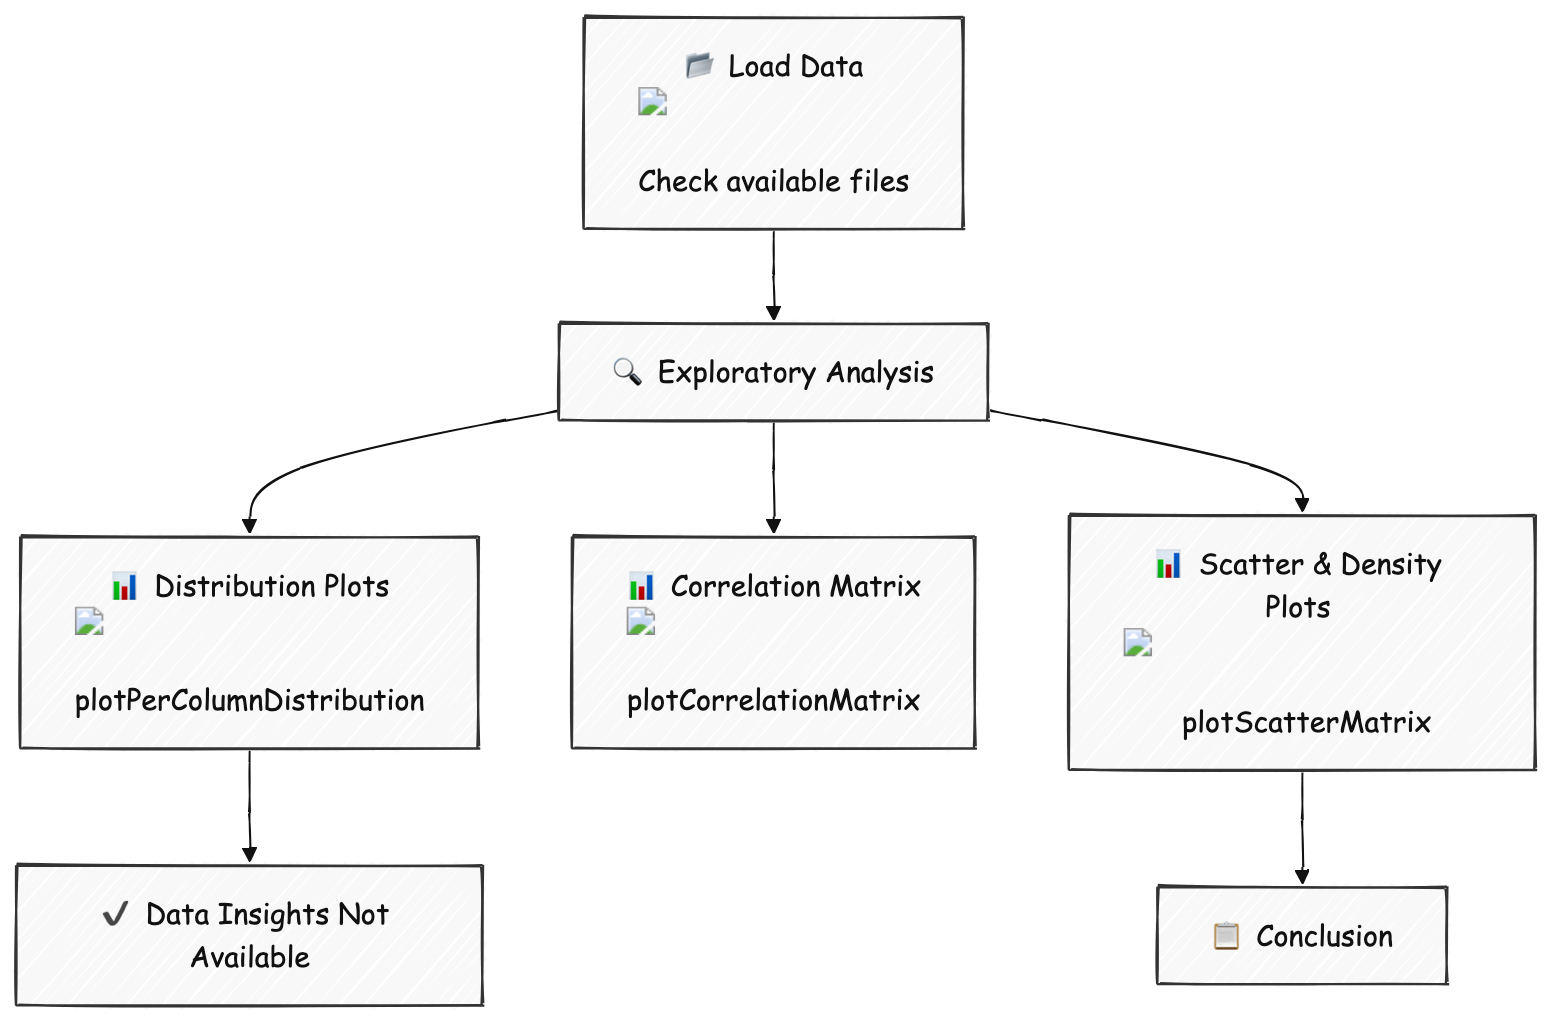 Load Data
Check available files
Exploratory Analysis
Distribution Plots
plotPerColumnDistribution
Correlation Matrix
plotCorrelationMatrix
Scatter & Density
Plots
plotScatterMatrix
Data Insights Not
Available
Conclusion